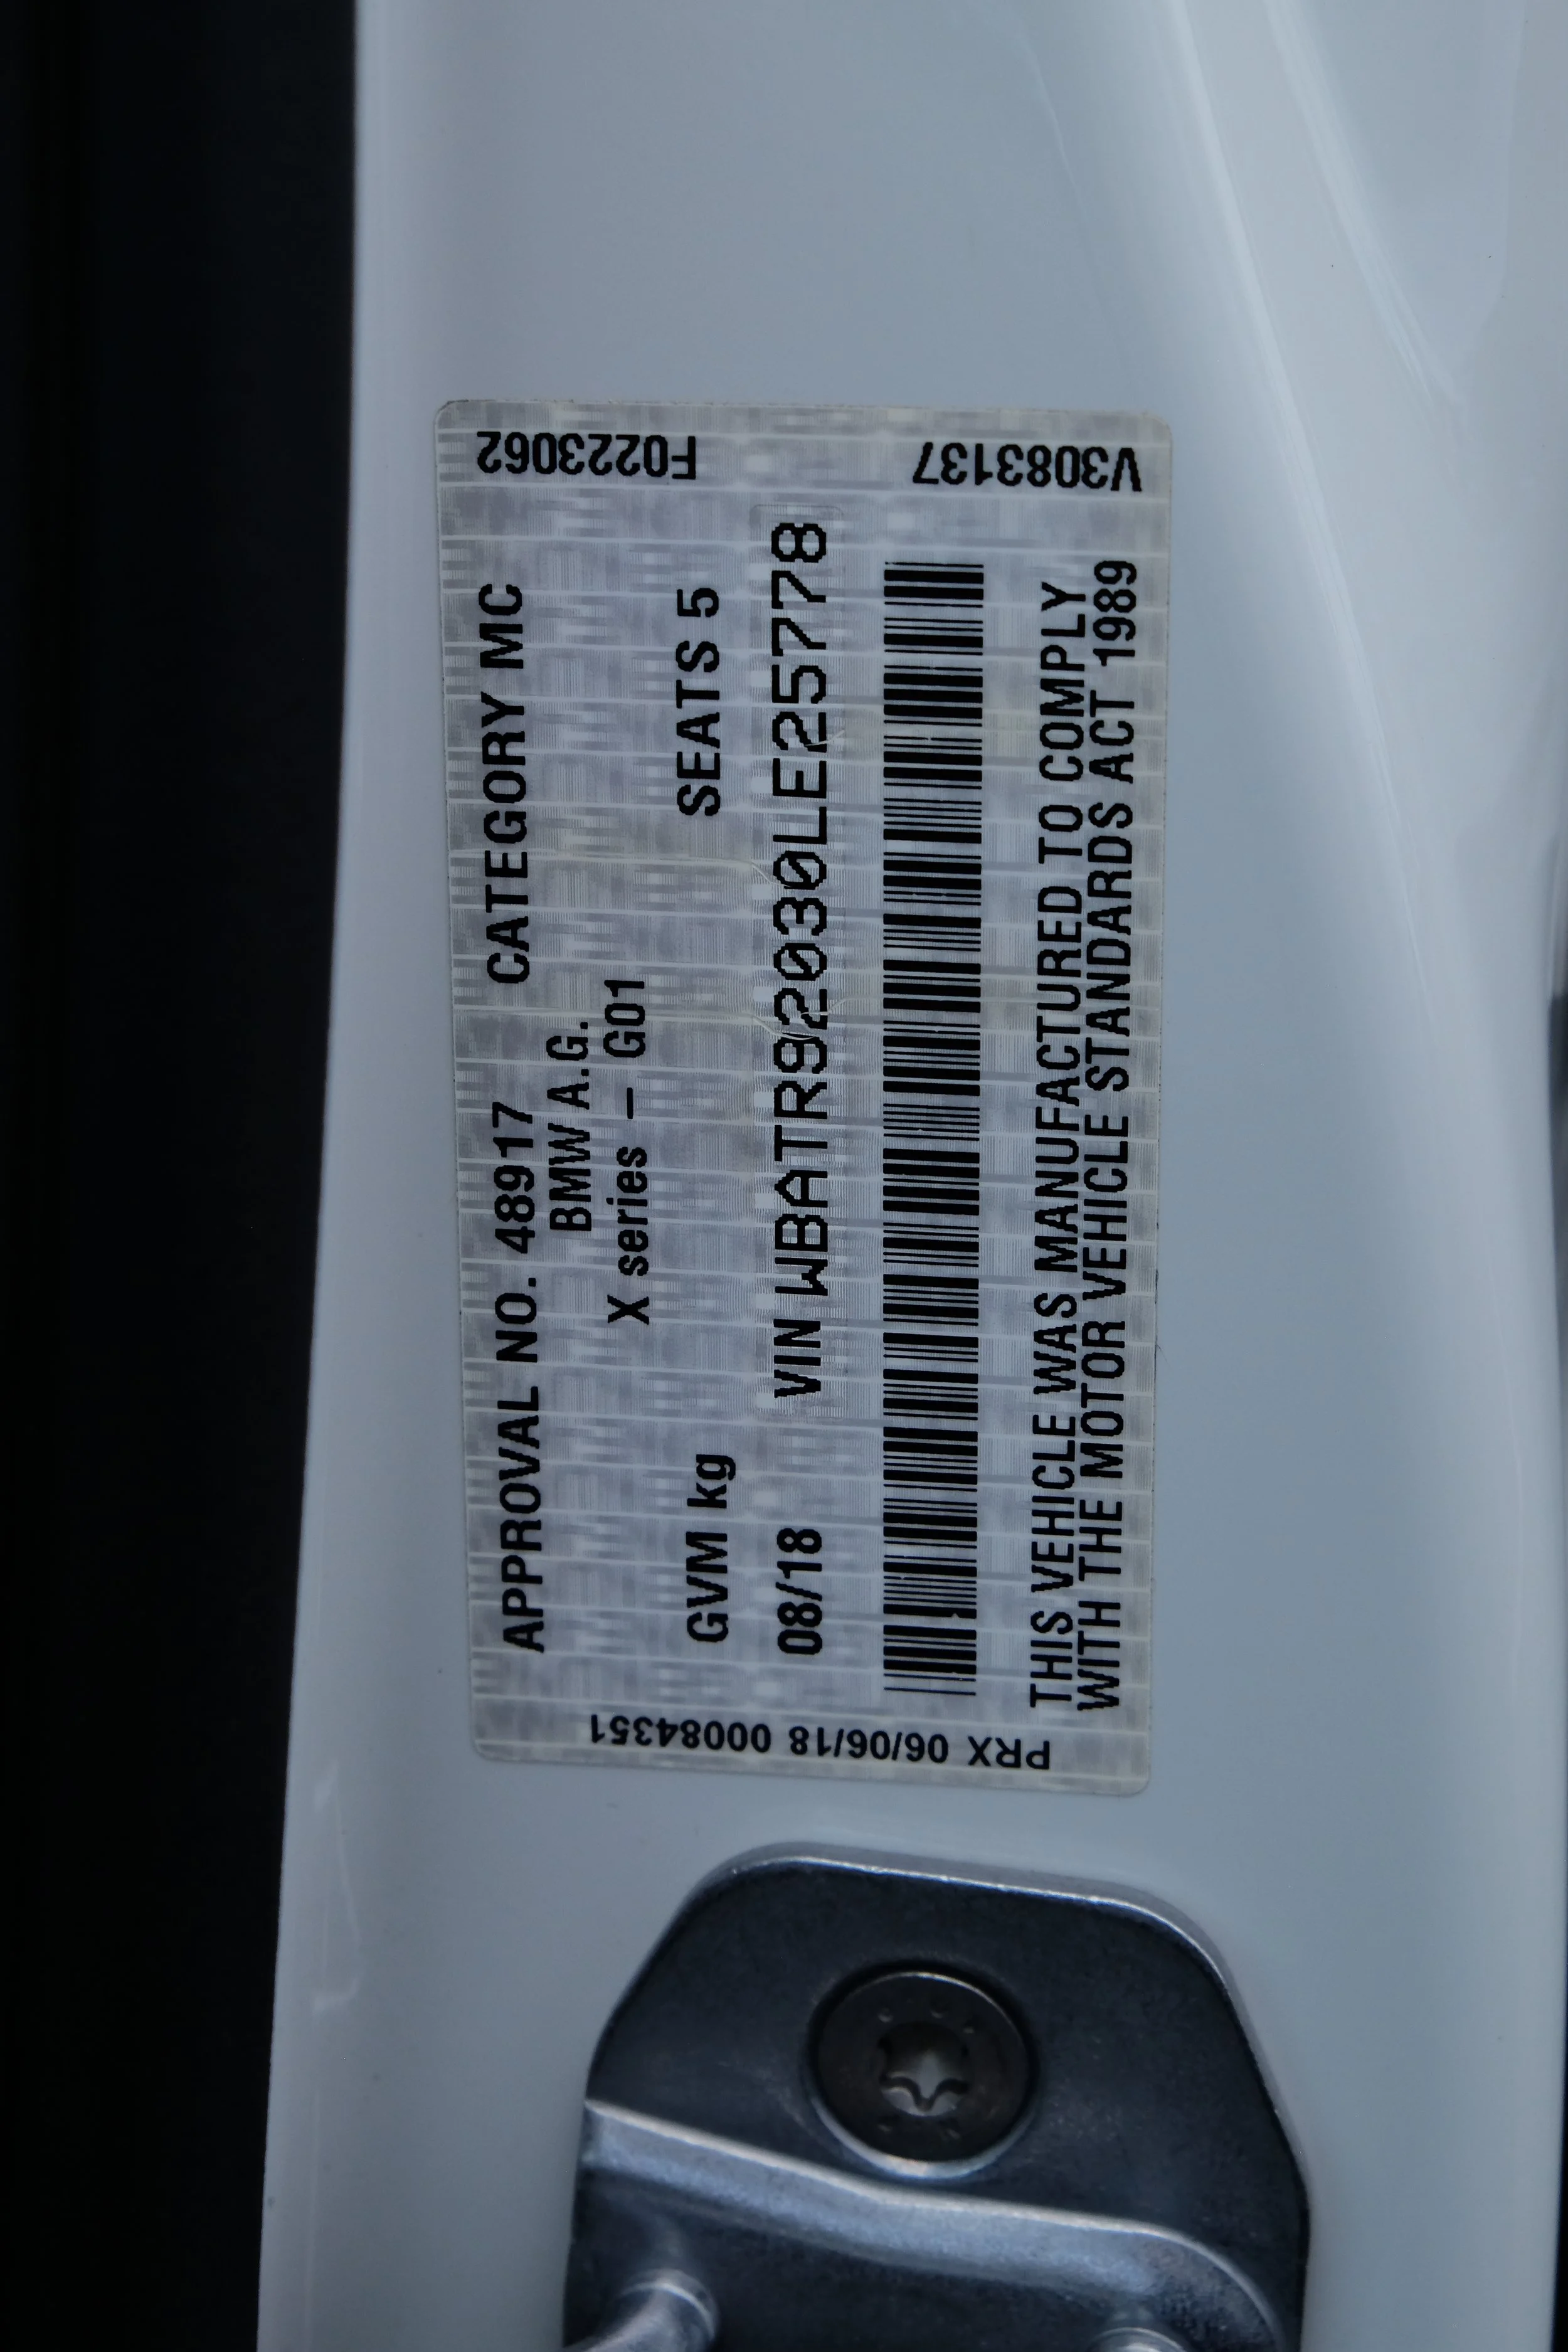 APPROVAL NO. 48917 CATEGORY MC
BMW A.G.
X series – G01
GVM kg SEATS 5
08/18 VIN WBATR92030LE25778
THIS VEHICLE WAS MANUFACTURED TO COMPLY
WITH THE MOTOR VEHICLE STANDARDS ACT 1989
PRX 06/06/18 00084351
V3083137
F0223062